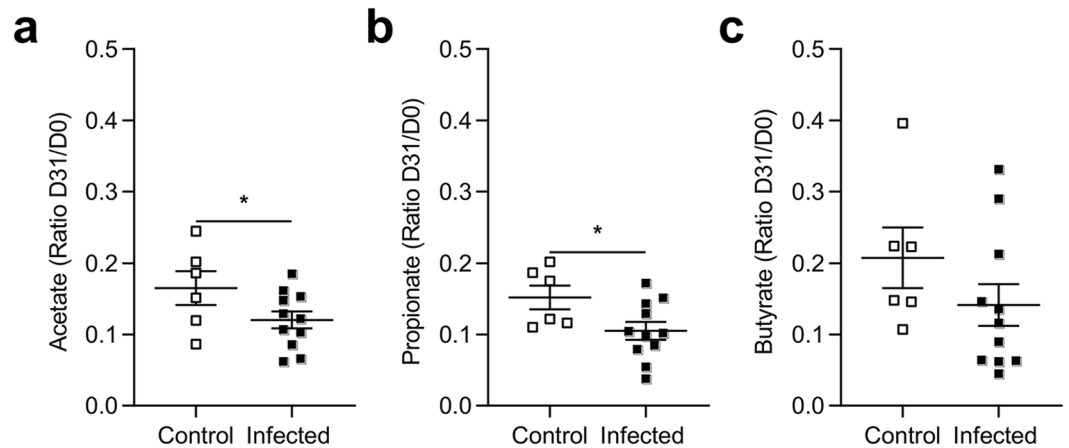 a
Acetate (Ratio D31/D0)
0.5
0.4
0.3
0.2
0.1
0.0
*
Control Infected
b
Propionate (Ratio D31/D0)
0.5
0.4
0.3
0.2
0.1
0.0
*
Control Infected
c
Butyrate (Ratio D31/D0)
0.5
0.4
0.3
0.2
0.1
0.0
Control Infected